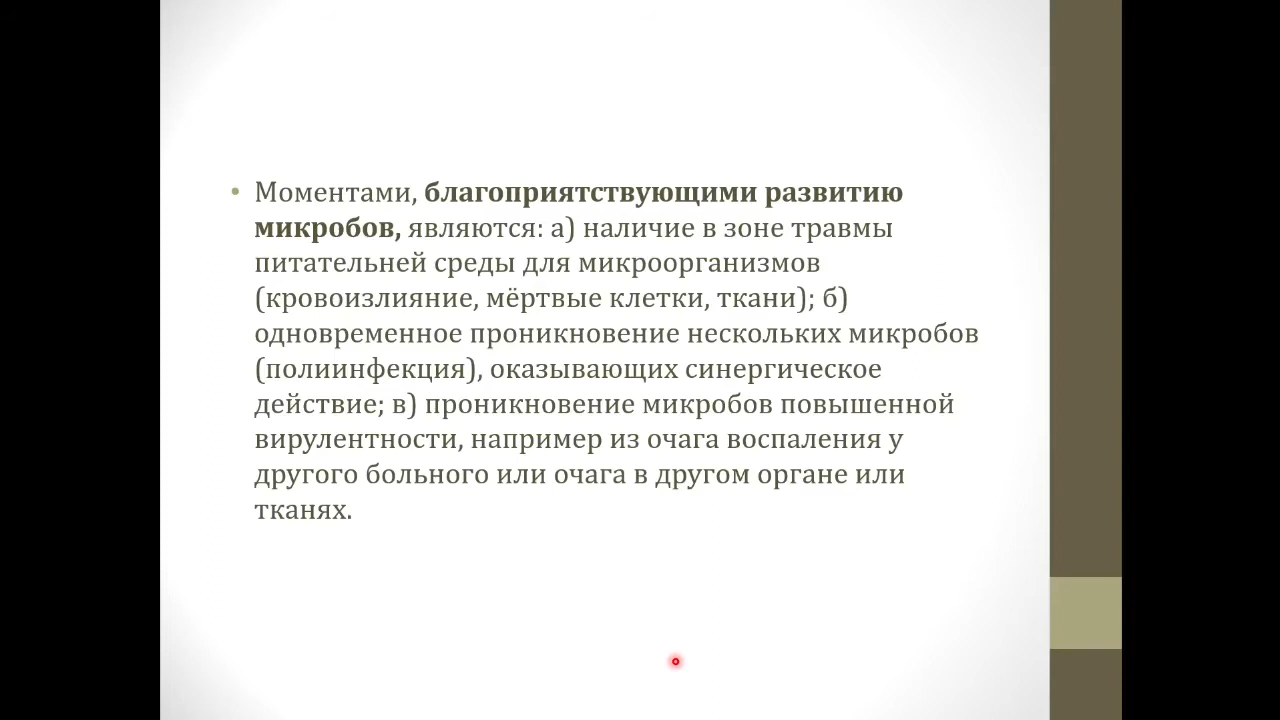 • Моментами, благоприятствующими развитию
микробов, являются: а) наличие в зоне травмы
питательней среды для микроорганизмов
(кровоизлияние, мёртвые клетки, ткани); б)
одновременное проникновение нескольких микробов
(полиинфекция), оказывающих синергическое
действие; в) проникновение микробов повышенной
вирулентности, например из очага воспаления у
другого больного или очага в другом органе или
тканях.